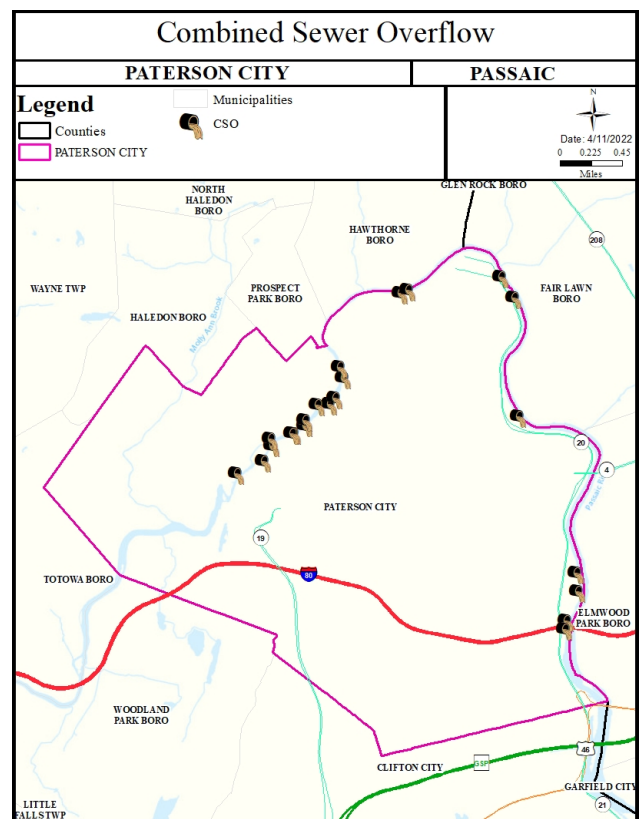 Combined Sewer Overflow
PATERSON CITY
PASSAIC
Legend
Counties
PATERSON CITY
Municipalities
CSO
N
Date: 4/11/2022
0 0.225 0.45
Miles
GLEN ROCK BORO
NORTH
HALEDON
BORO
HAWTHORNE
BORO
208
WAYNE TWP
PROSPECT
PARK BORO
FAIR LAWN
BORO
HALEDON BORO
Molly Ann Brook
20
4
PATERSON CITY
19
80
TOTOWA BORO
ELMWOOD
PARK BORO
WOODLAND
PARK BORO
46
CLIFTON CITY
GSP
GARFIELD CITY
LITTLE
FALLS TWP
21